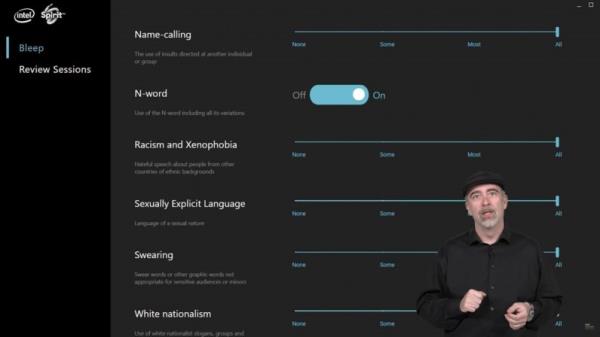 intel Spirit
Bleep
Review Sessions
Name-calling
The use of insults directed at another individual
or group
None Some Most All
N-word
Off On
Use of the N-word including all its variations
Racism and Xenophobia
Hateful speech about people from other
countries of ethnic backgrounds
None Some Most All
Sexually Explicit Language
Language of a sexual nature
None Some All
Swearing
Swear words or other graphic words not
appropriate for sensitive audiences or minors
None Some All
White nationalism
Use of white nationalist slogans, groups and
None Some All